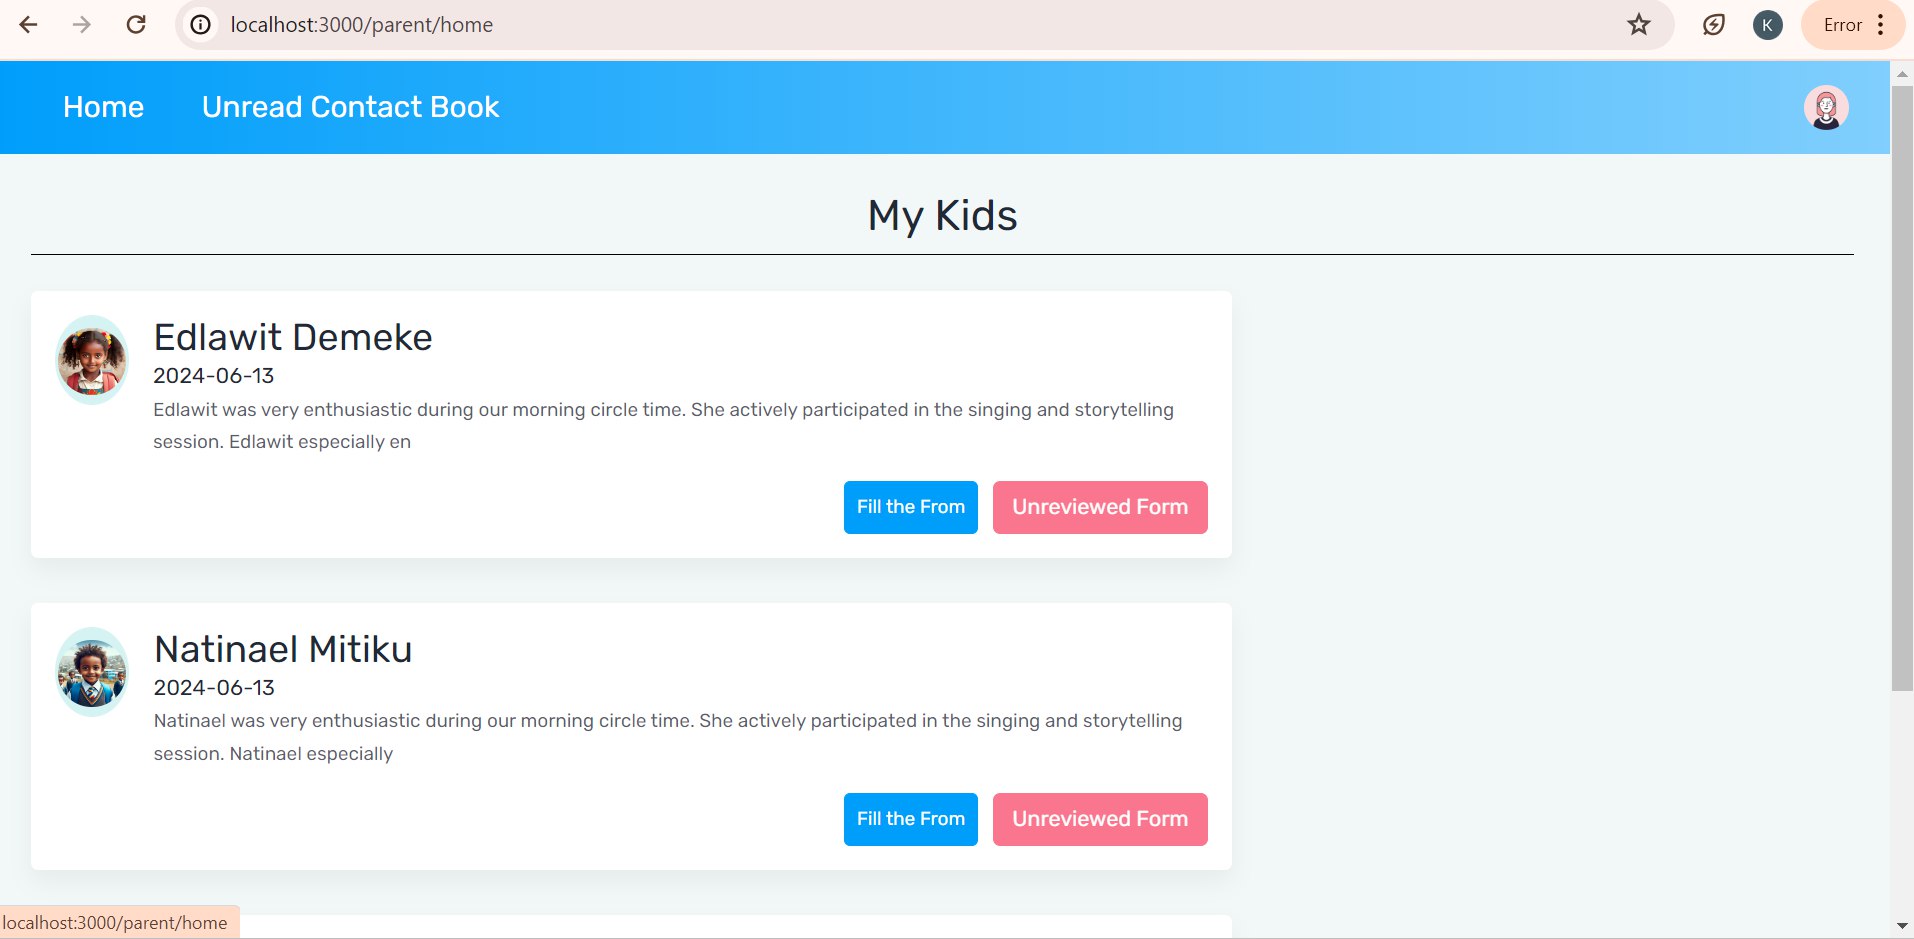 localhost:3000/parent/home
K
Error
Home Unread Contact Book
My Kids
Edlawit Demeke
2024-06-13
Edlawit was very enthusiastic during our morning circle time. She actively participated in the singing and storytelling
session. Edlawit especially en
Fill the From Unreviewed Form
Natinael Mitiku
2024-06-13
Natinael was very enthusiastic during our morning circle time. She actively participated in the singing and storytelling
session. Natinael especially
Fill the From Unreviewed Form
localhost:3000/parent/home